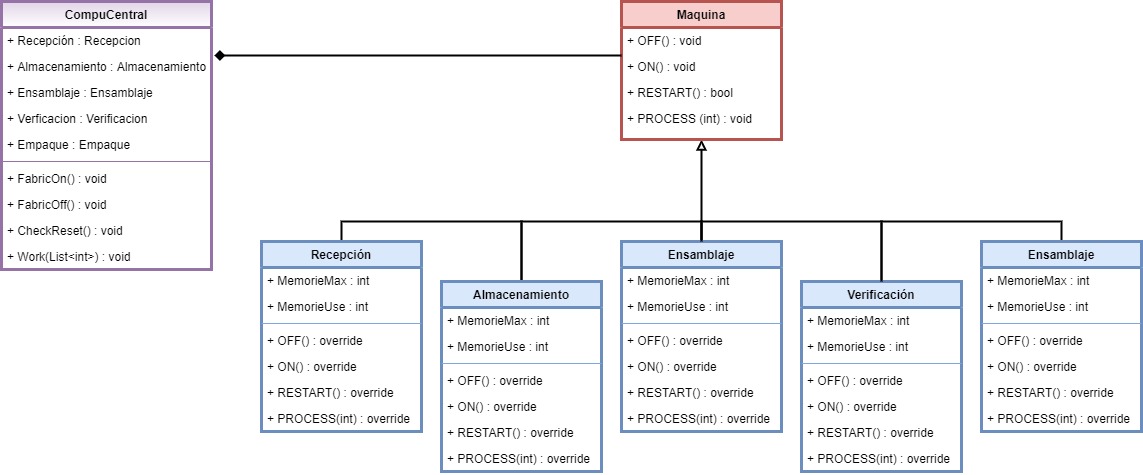 CompuCentral
+ Recepción : Recepcion
+ Almacenamiento : Almacenamiento
+ Ensamblaje : Ensamblaje
+ Verficacion : Verificacion
+ Empaque : Empaque
+ FabricOn() : void
+ FabricOff() : void
+ CheckReset() : void
+ Work(List<int>) : void
Maquina
+ OFF() : void
+ ON() : void
+ RESTART() : bool
+ PROCESS (int) : void
Recepción
+ MemorieMax : int
+ MemorieUse : int
+ OFF() : override
+ ON() : override
+ RESTART() : override
+ PROCESS(int) : override
Almacenamiento
+ MemorieMax : int
+ MemorieUse : int
+ OFF() : override
+ ON() : override
+ RESTART() : override
+ PROCESS(int) : override
Ensamblaje
+ MemorieMax : int
+ MemorieUse : int
+ OFF() : override
+ ON() : override
+ RESTART() : override
+ PROCESS(int) : override
Verificación
+ MemorieMax : int
+ MemorieUse : int
+ OFF() : override
+ ON() : override
+ RESTART() : override
+ PROCESS(int) : override
Ensamblaje
+ MemorieMax : int
+ MemorieUse : int
+ OFF() : override
+ ON() : override
+ RESTART() : override
+ PROCESS(int) : override